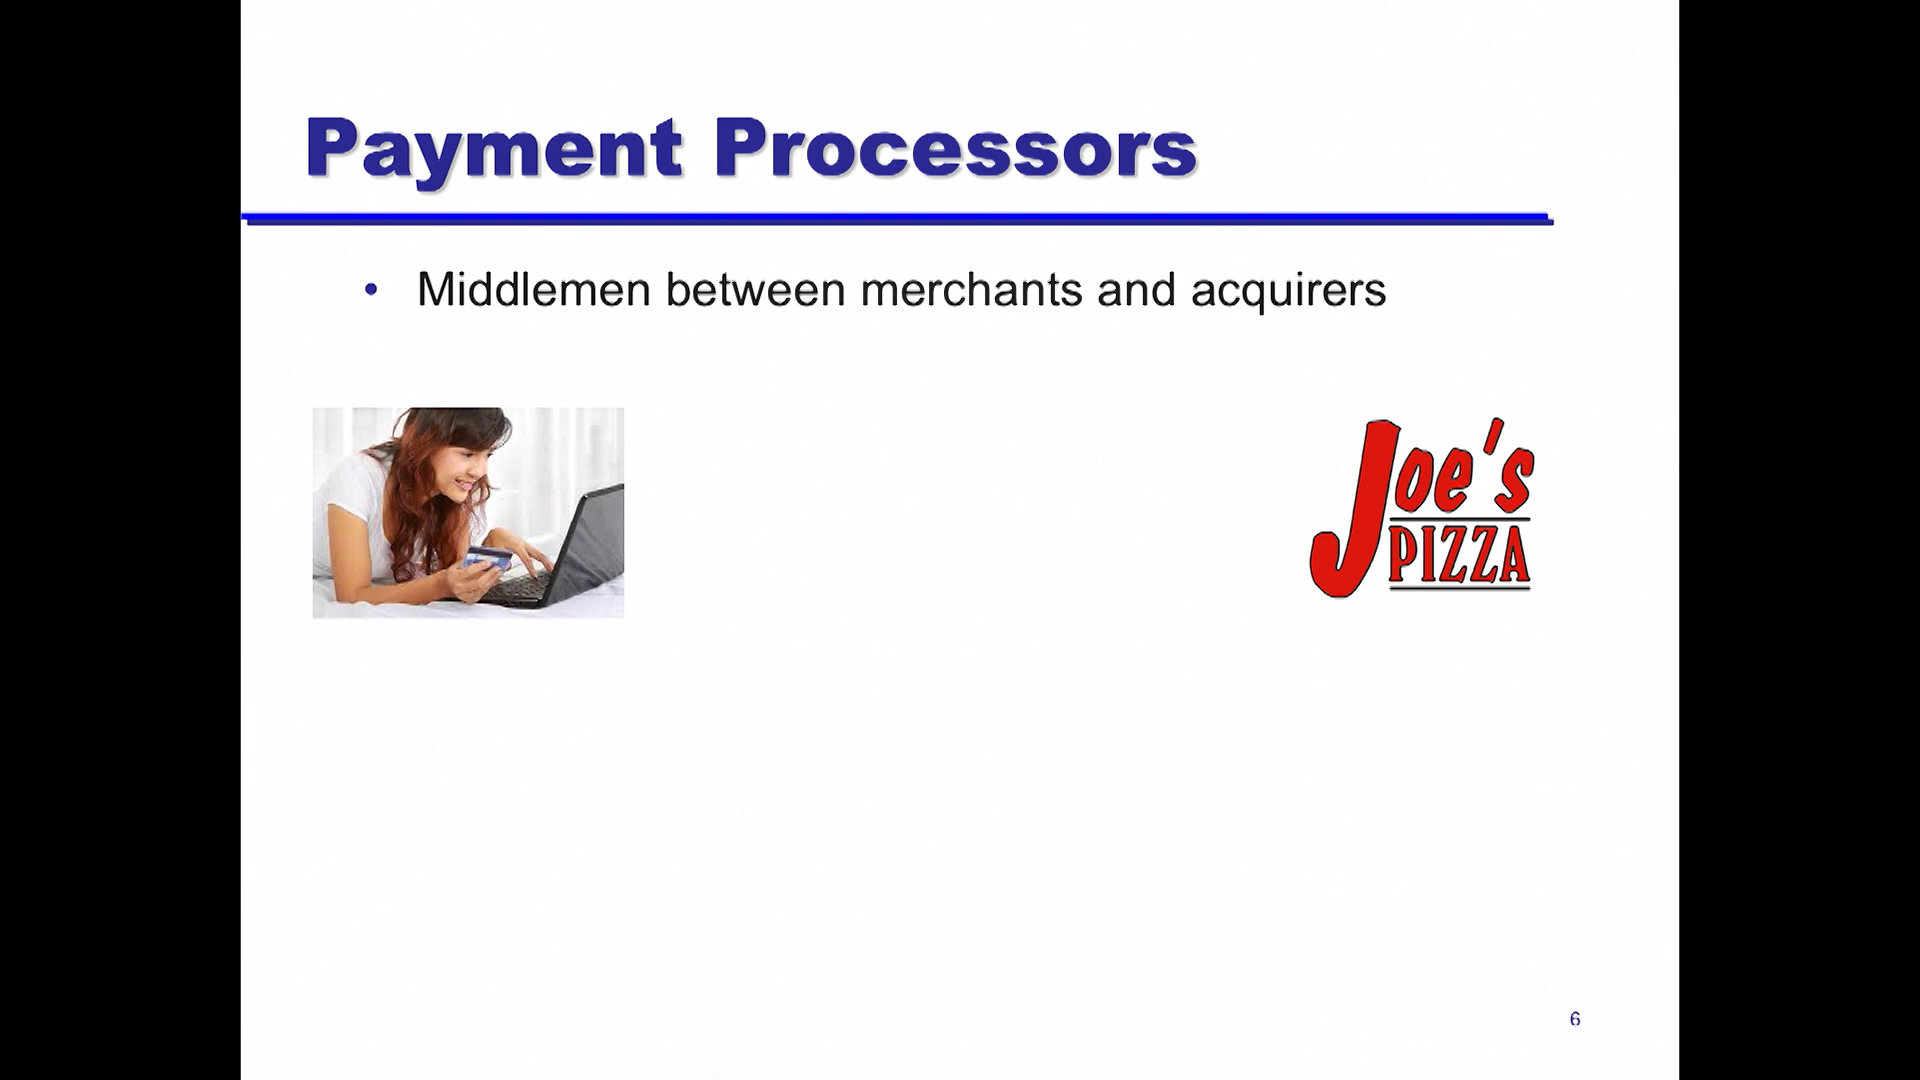 Payment Processors
• Middlemen between merchants and acquirers
Joe's
PIZZA
6